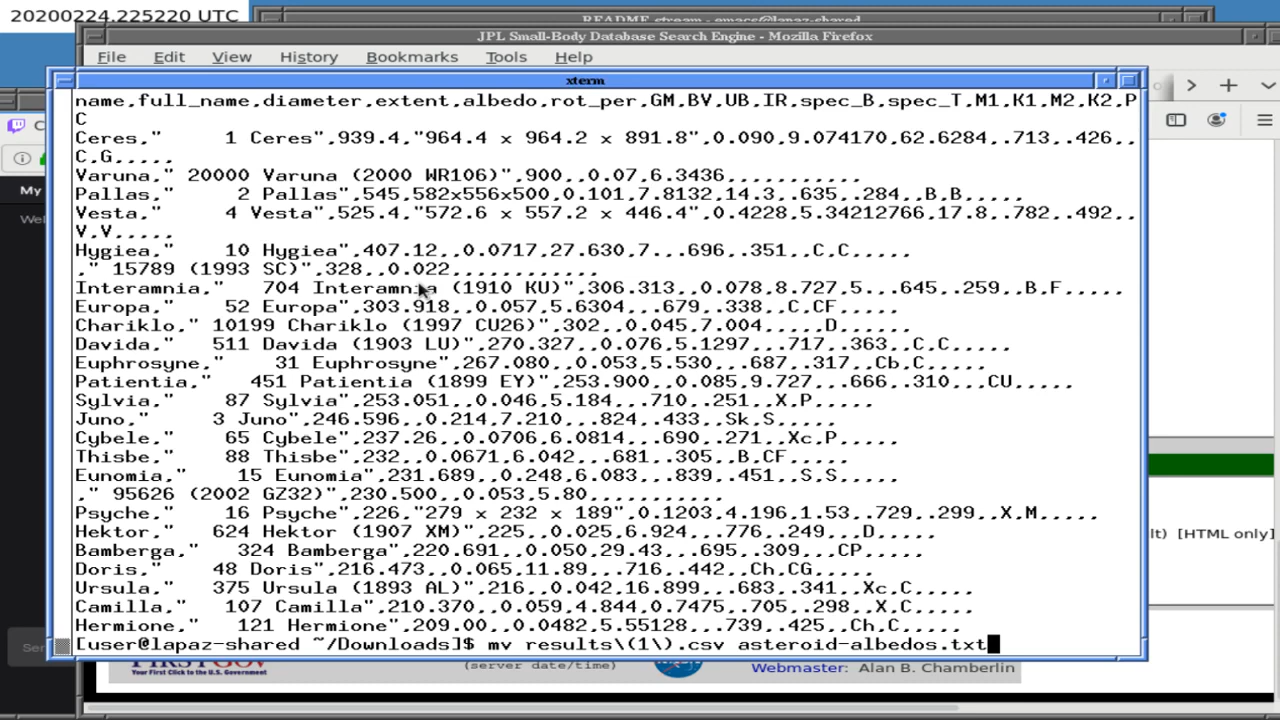 20200224.225220 UTC
README stream - emacs@lapaz-shared
JPL Small-Body Database Search Engine - Mozilla Firefox
File Edit View History Bookmarks Tools Help
xterm
name,full_name,diameter,extent,albedo,rot_per,GM,BV,UB,IR,spec_B,spec_T,M1,K1,M2,K2,P
C
Ceres,"      1 Ceres",939.4,"964.4 x 964.2 x 891.8",0.090,9.074170,62.6284,.713,.426,,
C,G,,,,,
Varuna," 20000 Varuna (2000 WR106)",900,,0.07,6.3436,,,,,,,,,,,
Pallas,"     2 Pallas",545,582x556x500,0.101,7.8132,14.3,.635,.284,,B,B,,,,,
Vesta,"      4 Vesta",525.4,"572.6 x 557.2 x 446.4",0.4228,5.34212766,17.8,.782,.492,,
V,V,,,,,
Hygiea,"    10 Hygiea",407.12,,0.0717,27.630,7.,.696,.351,,C,C,,,,,
," 15789 (1993 SC)",328,,0.022,,,,,,,,,,,,
Interamnia,"   704 Interamnia (1910 KU)",306.313,,0.078,8.727,5.,.645,.259,,B,F,,,,,
Europa,"    52 Europa",303.918,,0.057,5.6304,,.679,.338,,C,CF,,,,,
Chariklo," 10199 Chariklo (1997 CU26)",302,,0.045,7.004,,,,,,D,,,,,
Davida,"   511 Davida (1903 LU)",270.327,,0.076,5.1297,,.717,.363,,C,C,,,,,
Euphrosyne,"    31 Euphrosyne",267.080,,0.053,5.530,,.687,.317,,Cb,C,,,,,
Patientia,"   451 Patientia (1899 EY)",253.900,,0.085,9.727,,.666,.310,,,CU,,,,,
Sylvia,"    87 Sylvia",253.051,,0.046,5.184,,.710,.251,,X,P,,,,,
Juno,"     3 Juno",246.596,,0.214,7.210,,.824,.433,,Sk,S,,,,,
Cybele,"    65 Cybele",237.26,,0.0706,6.0814,,.690,.271,,Xc,P,,,,,
Thisbe,"    88 Thisbe",232,,0.0671,6.042,,.681,.305,,B,CF,,,,,
Eunomia,"    15 Eunomia",231.689,,0.248,6.083,,.839,.451,,S,S,,,,,
," 95626 (2002 GZ32)",230.500,,0.053,5.80,,,,,,,,,,,
Psyche,"    16 Psyche",226,"279 x 232 x 189",0.1203,4.196,1.53,.729,.299,,X,M,,,,,
Hektor,"   624 Hektor (1907 XM)",225,,0.025,6.924,,.776,.249,,,D,,,,,
Bamberga,"   324 Bamberga",220.691,,0.050,29.43,,.695,.309,,,CP,,,,,
Doris,"    48 Doris",216.473,,0.065,11.89,,.716,.442,,Ch,CG,,,,,
Ursula,"   375 Ursula (1893 AL)",216,,0.042,16.899,,.683,.341,,Xc,C,,,,,
Camilla,"   107 Camilla",210.370,,0.059,4.844,0.7475,.705,.298,,X,C,,,,,
Hermione,"   121 Hermione",209.00,,0.0482,5.55128,,.739,.425,,Ch,C,,,,,
[user@lapaz-shared ~/Downloads]$ mv results\(1\).csv asteroid-albedos.txt
My
We
Se
lt) [HTML only]
FIRSTGOV
Your First Click to the U.S. Government
(server date/time)
Webmaster: Alan B. Chamberlin